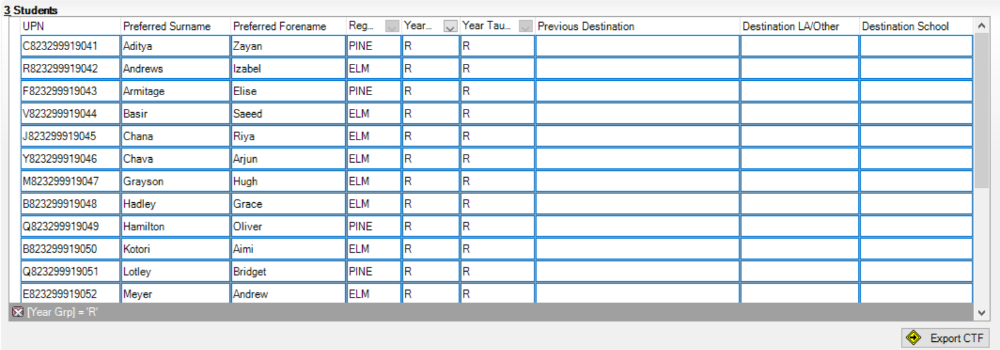 3 Students
UPN Preferred Surname Preferred Forename Reg... Year... Year Tau... Previous Destination Destination LA/Other Destination School
C823299919041 Aditya Zayan PINE R R
R823299919042 Andrews Izabel ELM R R
F823299919043 Armitage Elise PINE R R
V823299919044 Basir Saeed ELM R R
J823299919045 Chana Riya ELM R R
Y823299919046 Chava Arjun ELM R R
M823299919047 Grayson Hugh ELM R R
B823299919048 Hadley Grace ELM R R
Q823299919049 Hamilton Oliver PINE R R
B823299919050 Kotori Aimi ELM R R
Q823299919051 Lotley Bridget PINE R R
E823299919052 Meyer Andrew ELM R R
[Year Grp] = 'R'
Export CTF